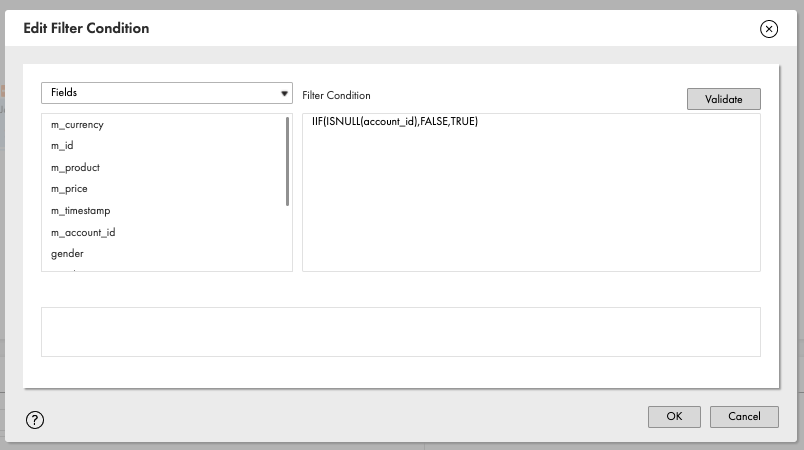 Edit Filter Condition
Fields
Filter Condition
Validate
m_currency
m_id
m_product
m_price
m_timestamp
m_account_id
gender
IIF(ISNULL(account_id),FALSE,TRUE)
?
OK
Cancel